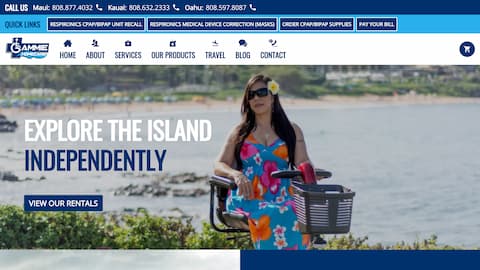 CALL US Maui: 808.877.4032 Kauai: 808.632.2333 Oahu: 808.597.8087
QUICK LINKS RESPIRONICS CPAP/BIPAP UNIT RECALL RESPIRONICS MEDICAL DEVICE CORRECTION (MASKS) ORDER CPAP/BIPAP SUPPLIES PAY YOUR BILL
GAMMIE
HOME ABOUT SERVICES OUR PRODUCTS TRAVEL BLOG CONTACT
EXPLORE THE ISLAND
INDEPENDENTLY
VIEW OUR RENTALS